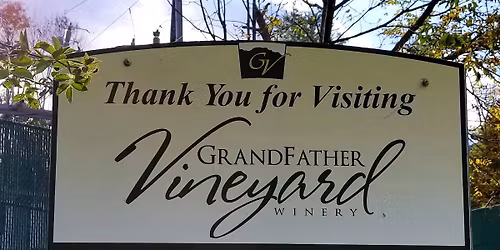 GV
Thank You for Visiting
GRANDFATHER
Vineyard
WINERY